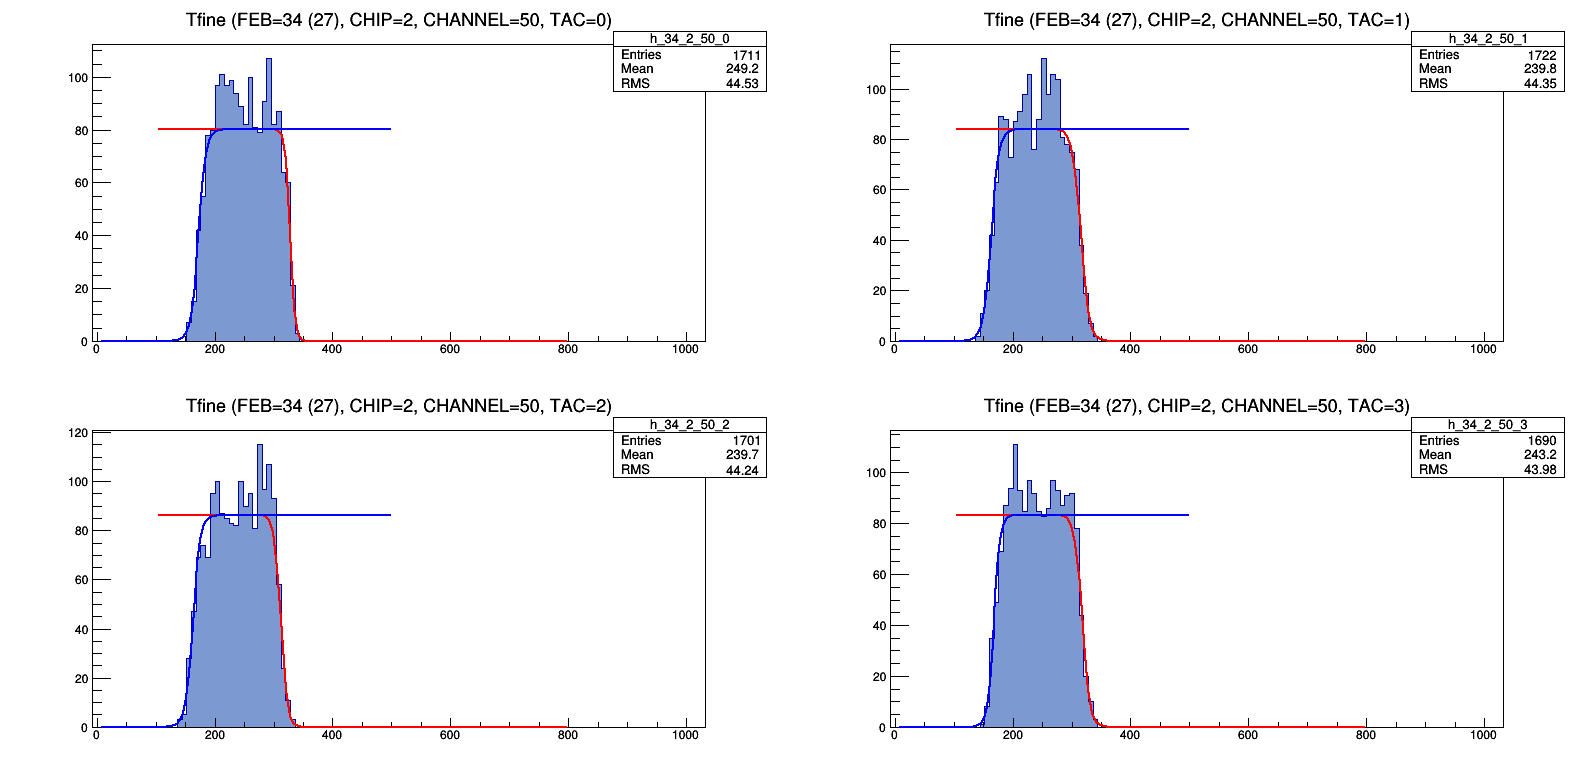 Tfine (FEB=34 (27), CHIP=2, CHANNEL=50, TAC=0)
h_34_2_50_0
Entries 1711
Mean 249.2
RMS 44.53
100
80
60
40
20
0
0 200 400 600 800 1000
Tfine (FEB=34 (27), CHIP=2, CHANNEL=50, TAC=1)
h_34_2_50_1
Entries 1722
Mean 239.8
RMS 44.35
100
80
60
40
20
0
0 200 400 600 800 1000
Tfine (FEB=34 (27), CHIP=2, CHANNEL=50, TAC=2)
h_34_2_50_2
Entries 1701
Mean 239.7
RMS 44.24
120
100
80
60
40
20
0
0 200 400 600 800 1000
Tfine (FEB=34 (27), CHIP=2, CHANNEL=50, TAC=3)
h_34_2_50_3
Entries 1690
Mean 243.2
RMS 43.98
100
80
60
40
20
0
0 200 400 600 800 1000